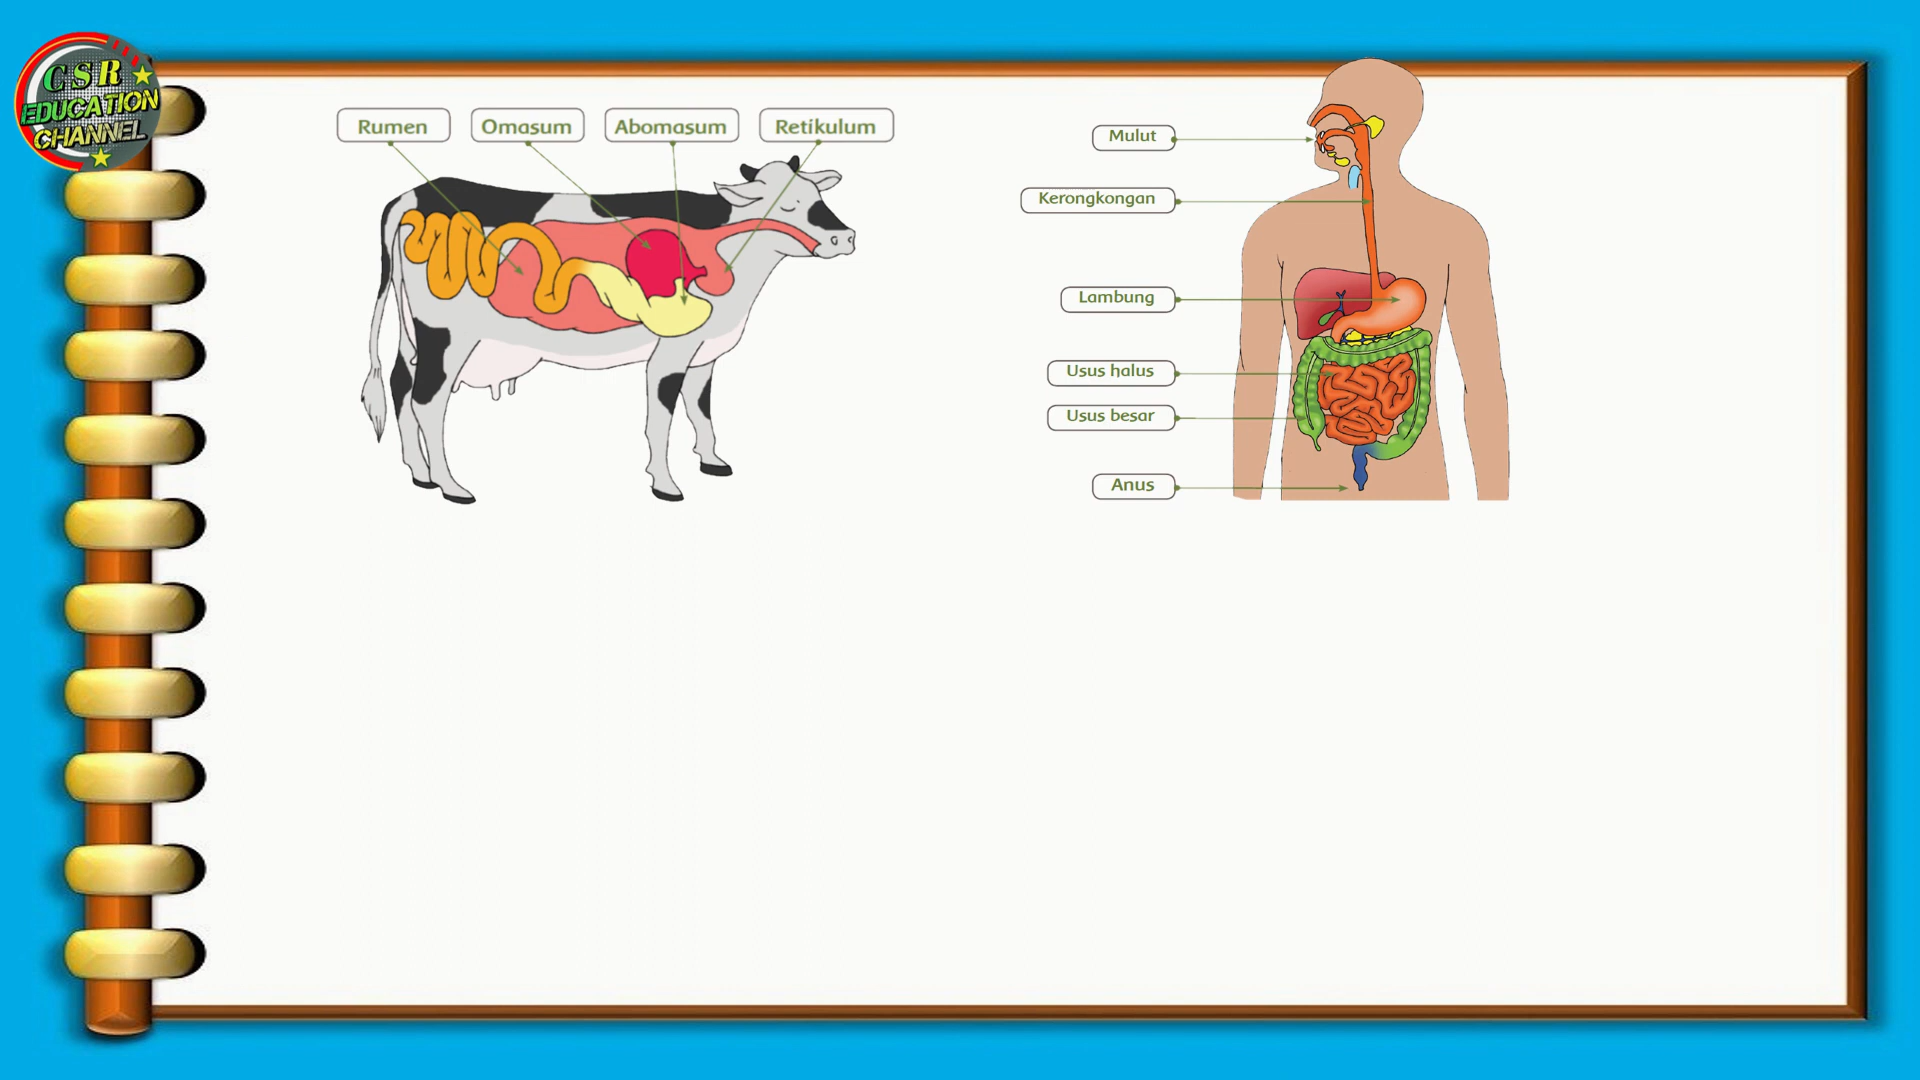 CSR
EDUCATION
CHANNEL
Rumen
Omasum
Abomasum
Retikulum
Mulut
Kerongkongan
Lambung
Usus halus
Usus besar
Anus